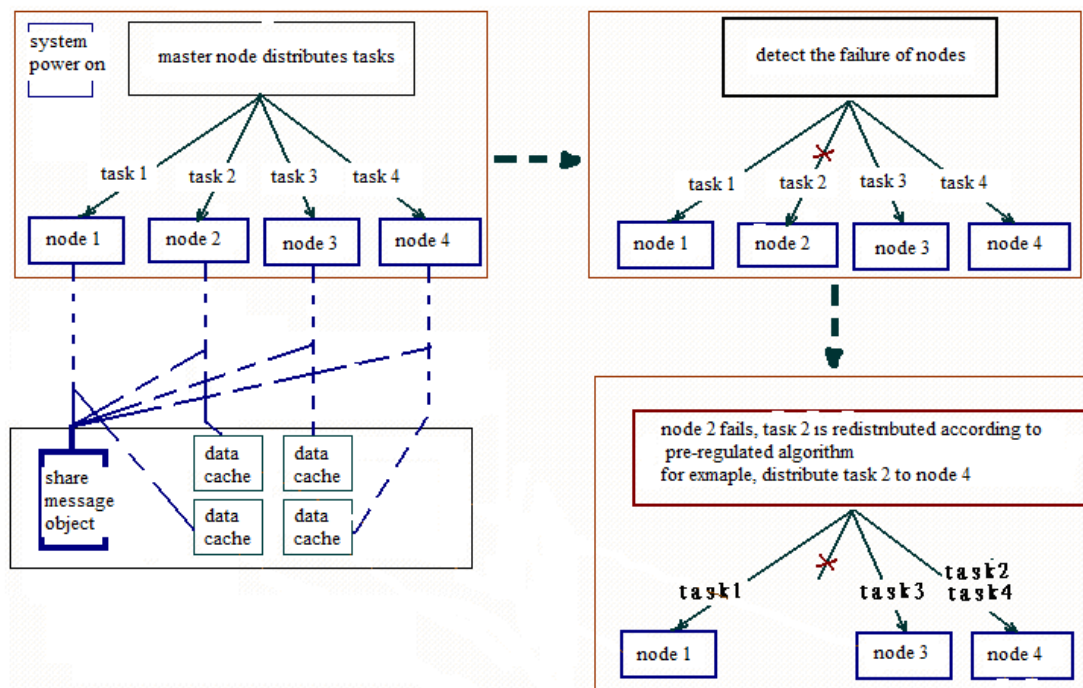 system
power on
master node distributes tasks
task 1
task 2
task 3
task 4
node 1
node 2
node 3
node 4
share
message
object
data
cache
data
cache
data
cache
data
cache
detect the failure of nodes
task 1
task 2
task 3
task 4
node 1
node 2
node 3
node 4
node 2 fails, task 2 is redistributed according to
pre-regulated algorithm
for exmaple, distribute task 2 to node 4
task1
task3
task2
task4
node 1
node 3
node 4